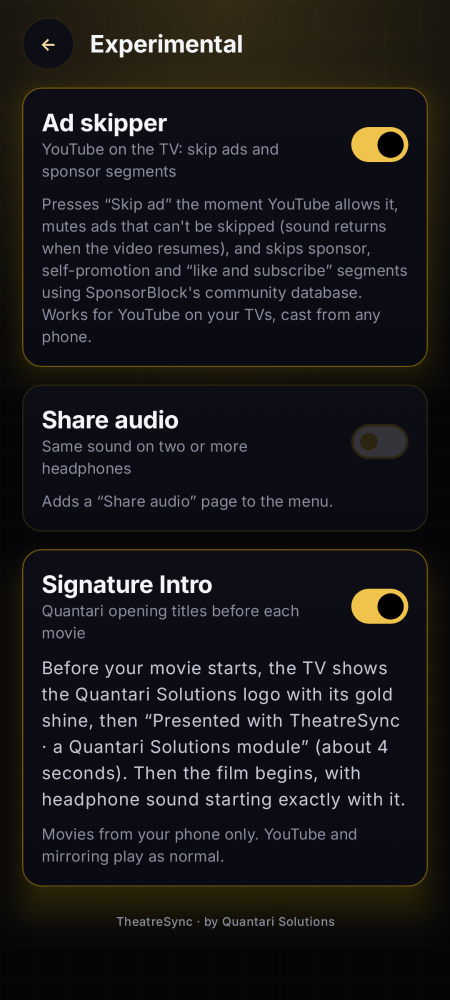 Experimental
Ad skipper
YouTube on the TV: skip ads and
sponsor segments
Presses “Skip ad” the moment YouTube allows it,
mutes ads that can't be skipped (sound returns
when the video resumes), and skips sponsor,
self-promotion and “like and subscribe” segments
using SponsorBlock's community database.
Works for YouTube on your TVs, cast from any
phone.
Share audio
Same sound on two or more
headphones
Adds a “Share audio” page to the menu.
Signature Intro
Quantari opening titles before each
movie
Before your movie starts, the TV shows
the Quantari Solutions logo with its gold
shine, then “Presented with TheatreSync
· a Quantari Solutions module” (about 4
seconds). Then the film begins, with
headphone sound starting exactly with it.
Movies from your phone only. YouTube and
mirroring play as normal.
TheatreSync · by Quantari Solutions